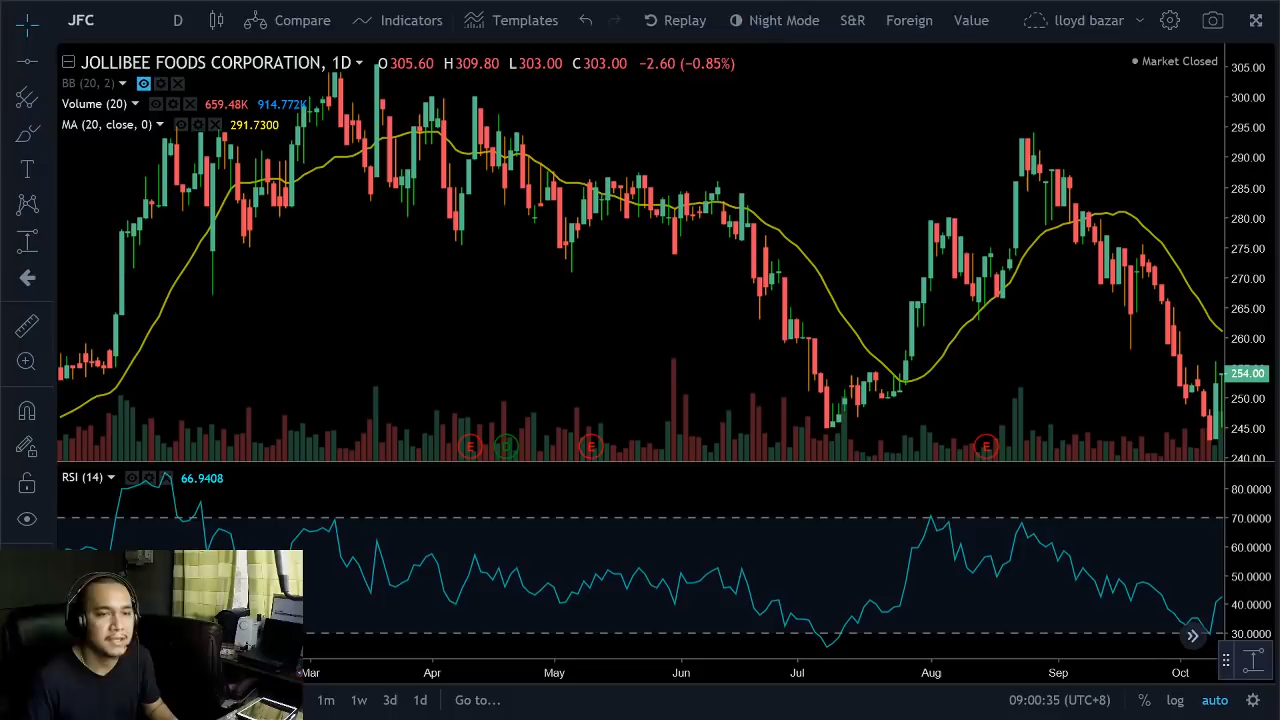 JFC D Compare Indicators Templates Replay Night Mode S&R Foreign Value lloyd bazar
JOLLIBEE FOODS CORPORATION, 1D O305.60 H309.80 L303.00 C303.00 −2.60 (−0.85%)
Market Closed
BB (20, 2)
Volume (20) 659.48K 914.772K
MA (20, close, 0) 291.7300
305.00
300.00
295.00
290.00
285.00
280.00
275.00
270.00
265.00
260.00
254.00
250.00
245.00
240.00
E E E
RSI (14) 66.9408
80.0000
70.0000
60.0000
50.0000
40.0000
30.0000
Mar Apr May Jun Jul Aug Sep Oct
1m 1w 3d 1d Go to... 09:00:35 (UTC+8) % log auto